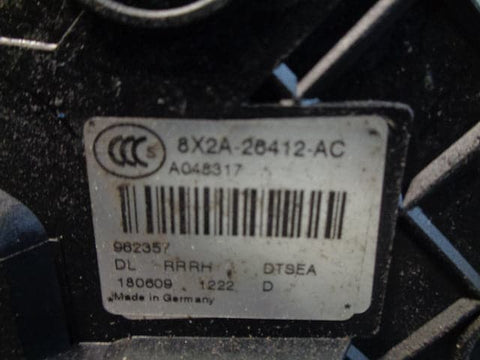 CCC S
8X2A-26412-AC
A048317
962357
DL RRRH DTSEA
180609 1222 D
Made in Germany